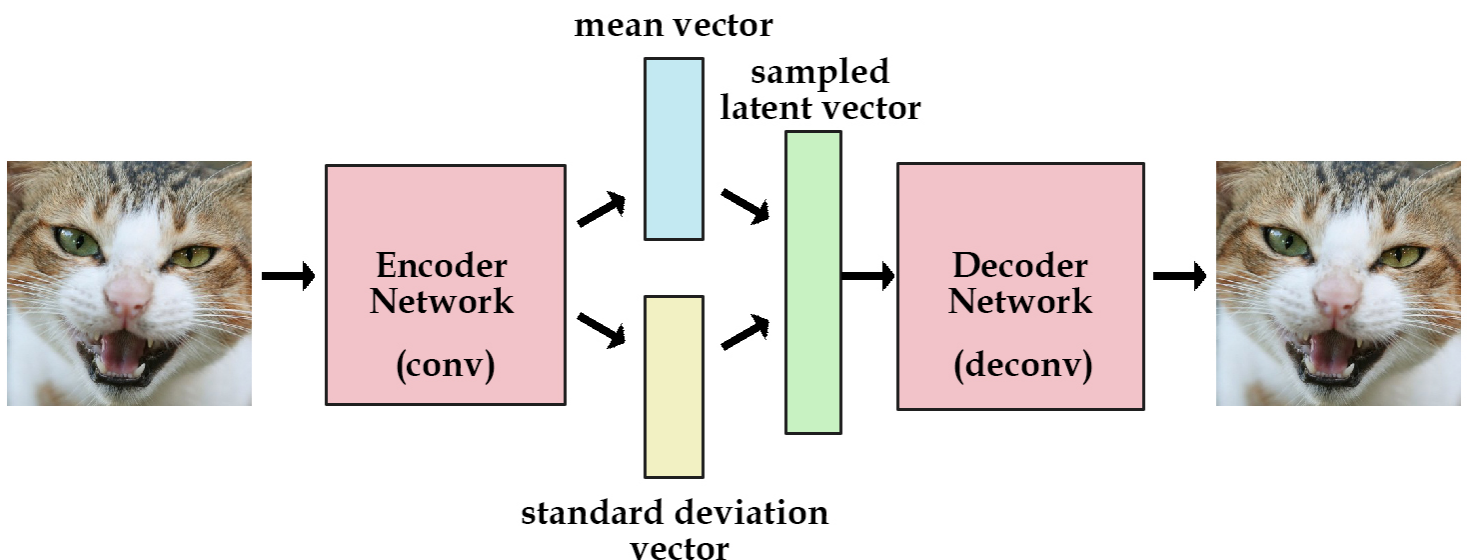 mean vector
sampled
latent vector
Encoder
Network
(conv)
Decoder
Network
(deconv)
standard deviation
vector